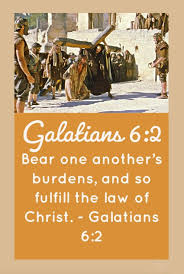 Galatians 6:2
Bear one another's
burdens, and so
fulfill the law of
Christ. - Galatians
6:2